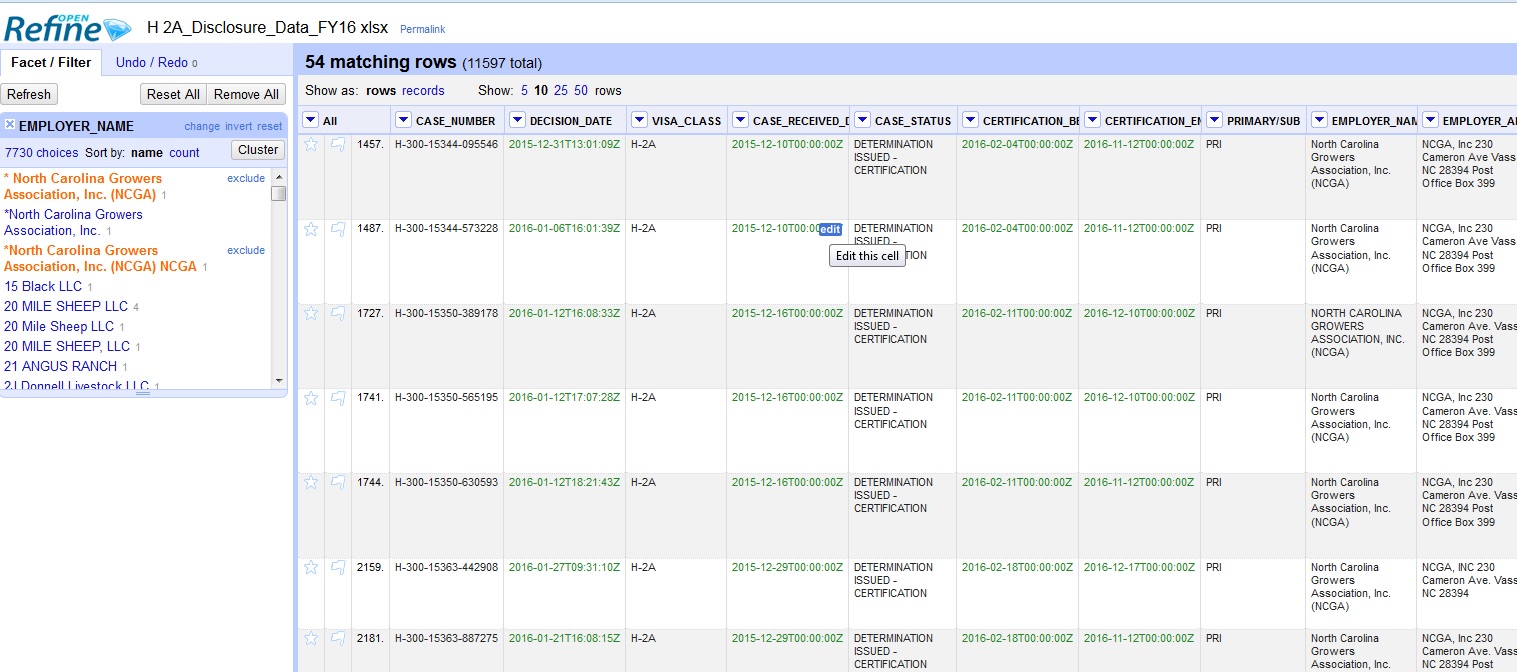 OPEN
Refine H 2A_Disclosure_Data_FY16 xlsx Permalink
Facet / Filter Undo / Redo 0
54 matching rows (11597 total)
Refresh Reset All Remove All
Show as: rows records Show: 5 10 25 50 rows
EMPLOYER_NAME change invert reset
7730 choices Sort by: name count Cluster
* North Carolina Growers exclude
Association, Inc. (NCGA) 1
*North Carolina Growers
Association, Inc. 1
*North Carolina Growers exclude
Association, Inc. (NCGA) NCGA 1
15 Black LLC 1
20 MILE SHEEP LLC 4
20 Mile Sheep LLC 1
20 MILE SHEEP, LLC 1
21 ANGUS RANCH 1
2J Donnell Livestock LLC 1
All CASE_NUMBER DECISION_DATE VISA_CLASS CASE_RECEIVED_D CASE_STATUS CERTIFICATION_BE CERTIFICATION_EN PRIMARY/SUB EMPLOYER_NAM EMPLOYER_A
1457. H-300-15344-095546 2015-12-31T13:01:09Z H-2A 2015-12-10T00:00:00Z DETERMINATION 2016-02-04T00:00:00Z 2016-11-12T00:00:00Z PRI North Carolina NCGA, Inc 230
ISSUED - Growers Cameron Ave Vass
CERTIFICATION Association, Inc. NC 28394 Post
(NCGA) Office Box 399
1487. H-300-15344-573228 2016-01-06T16:01:39Z H-2A 2015-12-10T00:00 edit DETERMINATION 2016-02-04T00:00:00Z 2016-11-12T00:00:00Z PRI North Carolina NCGA, Inc 230
ISSUED - Growers Cameron Ave Vass
Edit this cell TION Association, Inc. NC 28394 Post
(NCGA) Office Box 399
1727. H-300-15350-389178 2016-01-12T16:08:33Z H-2A 2015-12-16T00:00:00Z DETERMINATION 2016-02-11T00:00:00Z 2016-12-10T00:00:00Z PRI NORTH CAROLINA NCGA, Inc 230
ISSUED - GROWERS Cameron Ave. Vass
CERTIFICATION ASSOCIATION, INC. NC 28394 Post
(NCGA) Office Box 399
1741. H-300-15350-565195 2016-01-12T17:07:28Z H-2A 2015-12-16T00:00:00Z DETERMINATION 2016-02-11T00:00:00Z 2016-12-10T00:00:00Z PRI North Carolina NCGA, Inc 230
ISSUED - Growers Cameron Ave. Vass
CERTIFICATION Association, Inc. NC 28394 Post
(NCGA) Office Box 399
1744. H-300-15350-630593 2016-01-12T18:21:43Z H-2A 2015-12-16T00:00:00Z DETERMINATION 2016-02-11T00:00:00Z 2016-11-12T00:00:00Z PRI North Carolina NCGA, Inc 230
ISSUED - Growers Cameron Ave. Vass
CERTIFICATION Association, Inc. NC 28394 Post
(NCGA) Office Box 399
2159. H-300-15363-442908 2016-01-27T09:31:10Z H-2A 2015-12-29T00:00:00Z DETERMINATION 2016-02-18T00:00:00Z 2016-12-17T00:00:00Z PRI North Carolina NCGA, INC 230
ISSUED - Growers Cameron Ave. Vass
CERTIFICATION Association, Inc. NC 28394
(NCGA)
2181. H-300-15363-887275 2016-01-21T16:08:15Z H-2A 2015-12-29T00:00:00Z DETERMINATION 2016-02-18T00:00:00Z 2016-11-12T00:00:00Z PRI North Carolina NCGA, Inc 230
ISSUED - Growers Cameron Ave. Vass
CERTIFICATION Association, Inc. NC 28394 Post